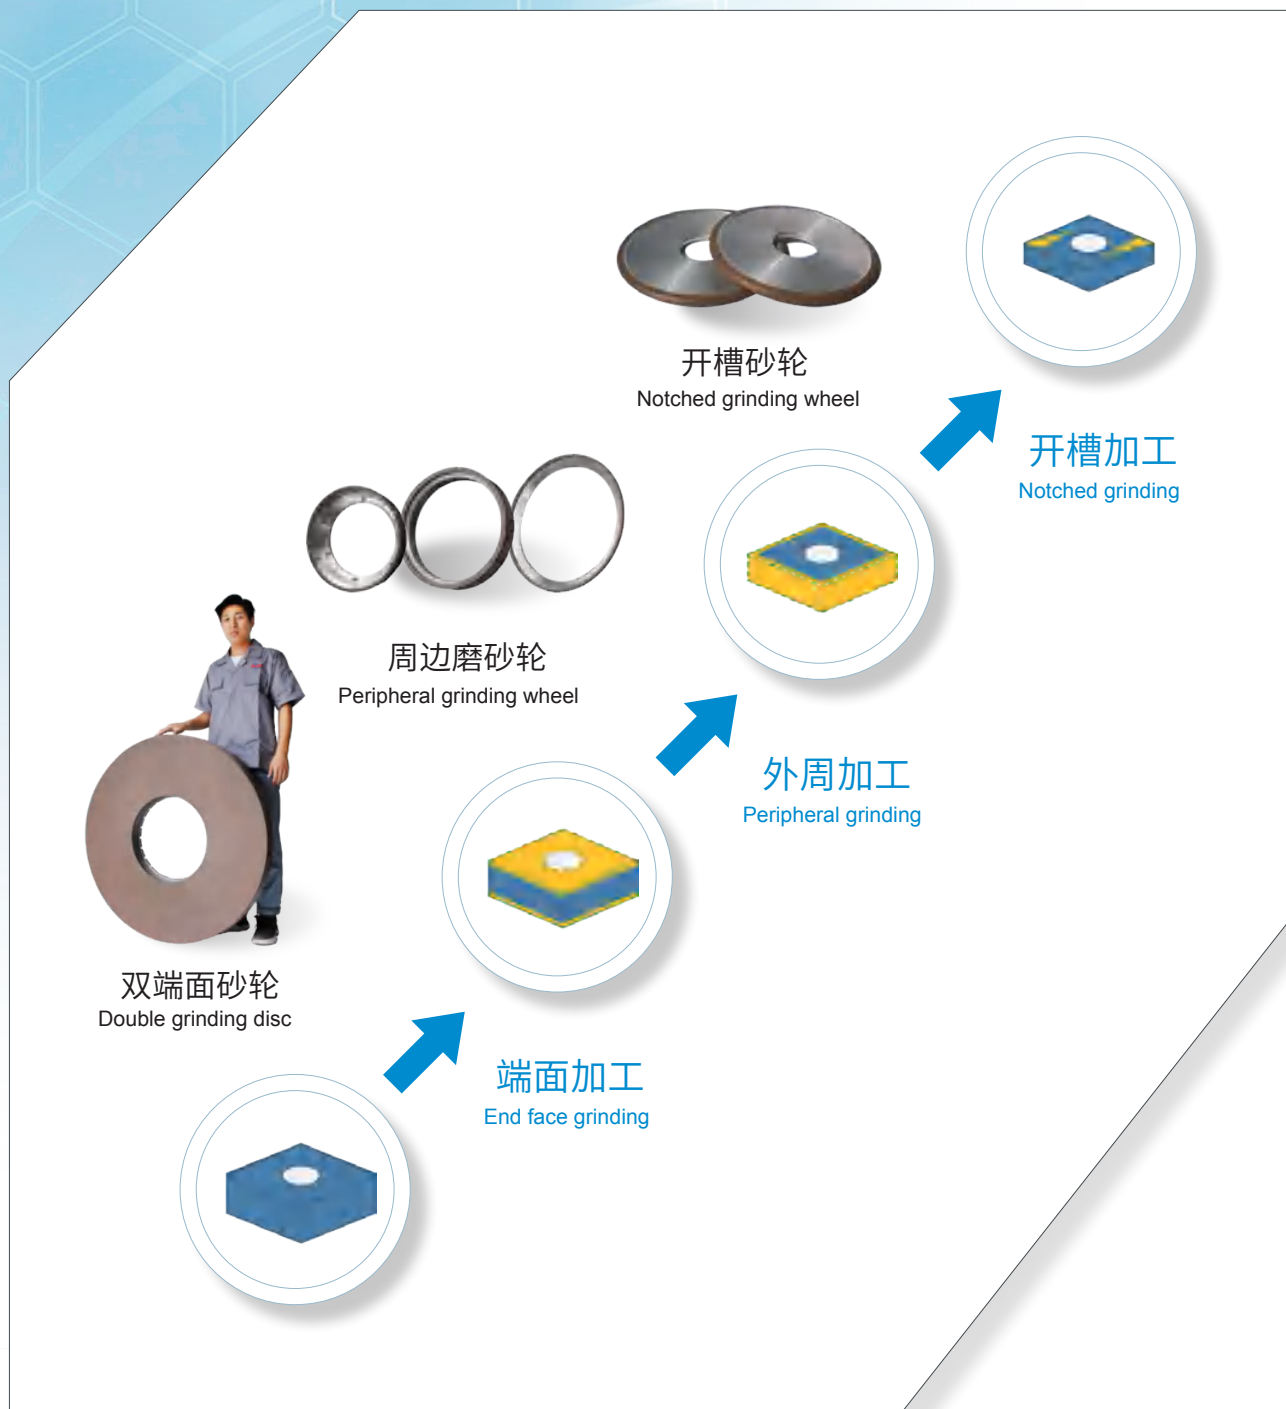 开槽砂轮
Notched grinding wheel
开槽加工
Notched grinding
周边磨砂轮
Peripheral grinding wheel
外周加工
Peripheral grinding
双端面砂轮
Double grinding disc
端面加工
End face grinding